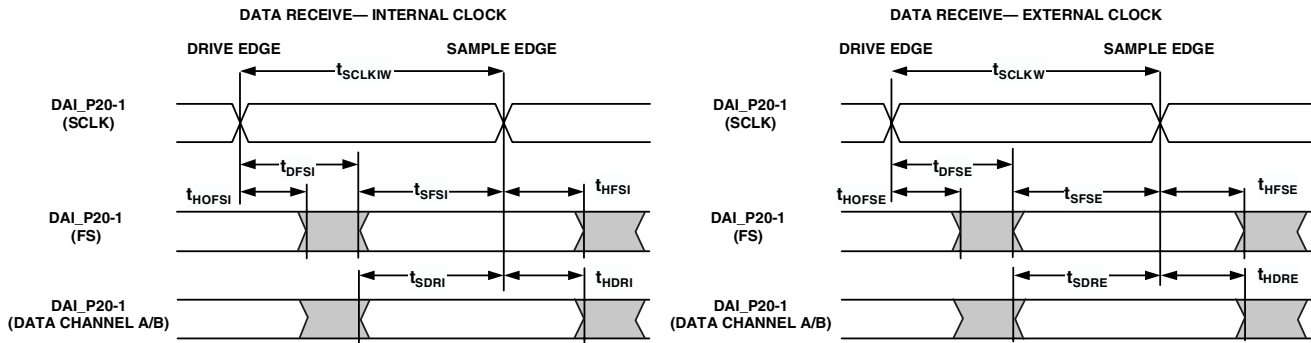 DATA RECEIVE— INTERNAL CLOCK
DRIVE EDGE
SAMPLE EDGE
tSCLKIW
DAI_P20-1
(SCLK)
tDFSI
tHOFSI
tSFSI
tHFSI
DAI_P20-1
(FS)
tSDRI
tHDRI
DAI_P20-1
(DATA CHANNEL A/B)
DATA RECEIVE— EXTERNAL CLOCK
DRIVE EDGE
SAMPLE EDGE
tSCLKW
DAI_P20-1
(SCLK)
tDFSE
tHOFSE
tSFSE
tHFSE
DAI_P20-1
(FS)
tSDRE
tHDRE
DAI_P20-1
(DATA CHANNEL A/B)